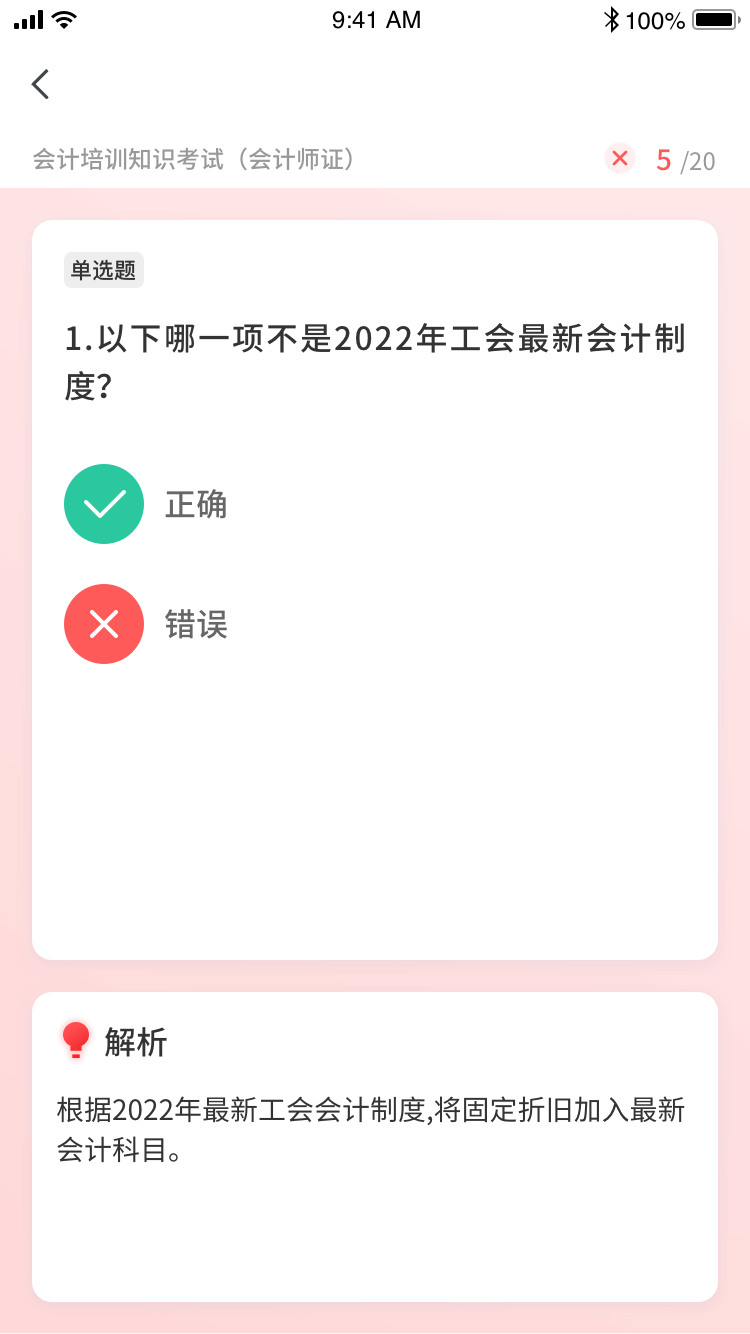 9:41 AM
100%
会计培训知识考试（会计师证）
5 /20
单选题
1.以下哪一项不是2022年工会最新会计制
度?
正确
错误
解析
根据2022年最新工会会计制度,将固定折旧加入最新
会计科目。